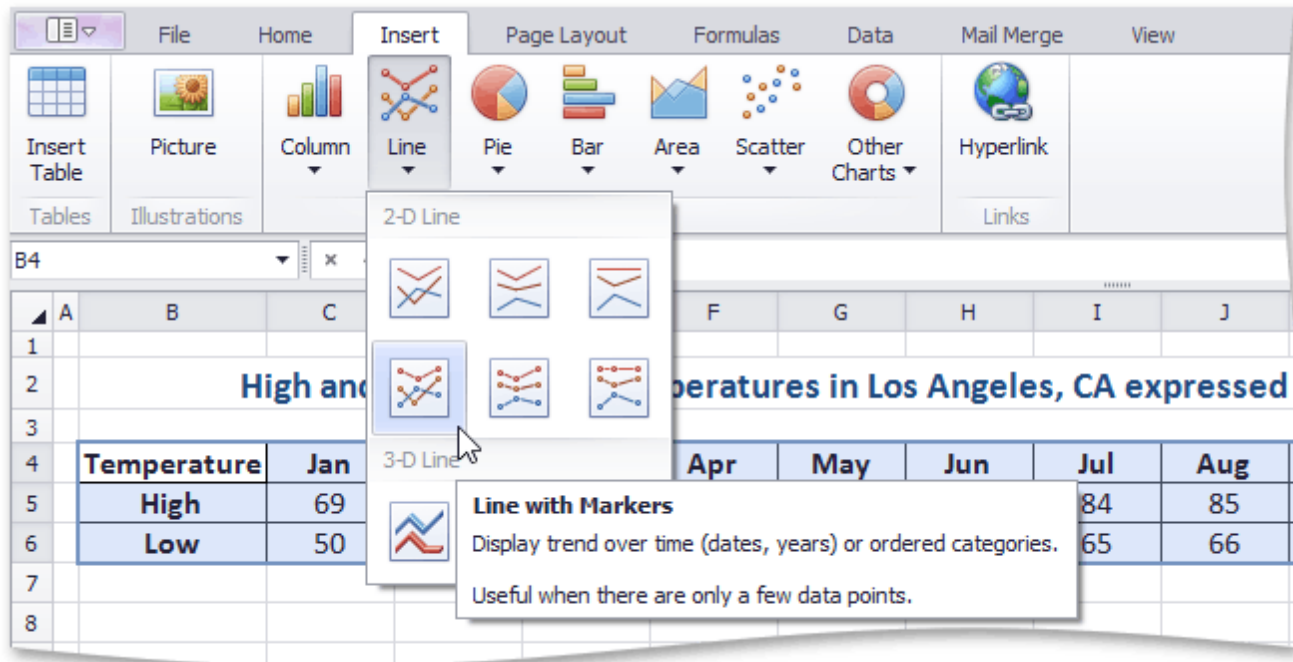 File Home Insert Page Layout Formulas Data Mail Merge View
Insert Table Picture Column Line Pie Bar Area Scatter Other Charts Hyperlink
Tables Illustrations Links
2-D Line
B4
A B C F G H I J
1
2 High and peratures in Los Angeles, CA expressed
3
4 Temperature Jan Apr May Jun Jul Aug
3-D Line
5 High 69 84 85
6 Low 50 65 66
7
8
Line with Markers
Display trend over time (dates, years) or ordered categories.
Useful when there are only a few data points.